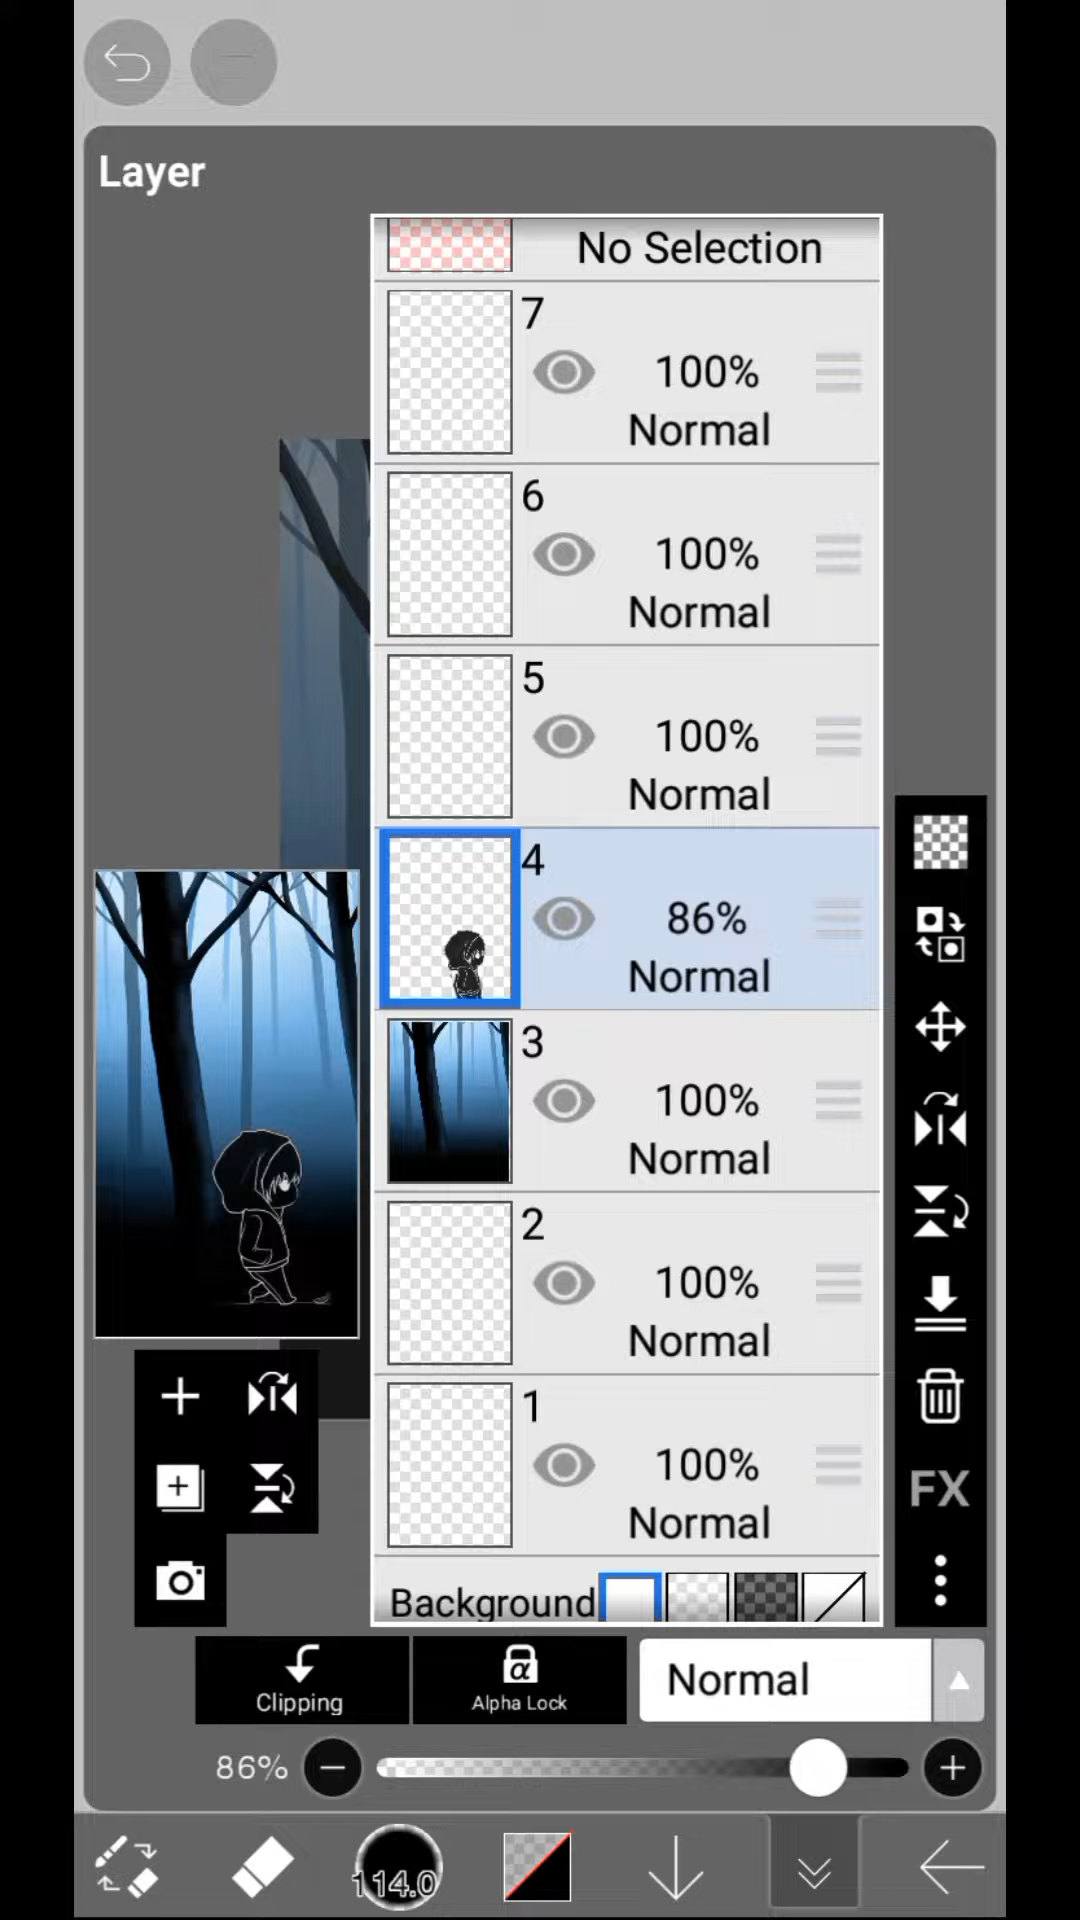 Layer
No Selection
7
100%
Normal
6
100%
Normal
5
100%
Normal
4
86%
Normal
3
100%
Normal
2
100%
Normal
1
100%
Normal
FX
Background
Clipping
α
Alpha Lock
Normal
86%
114.0